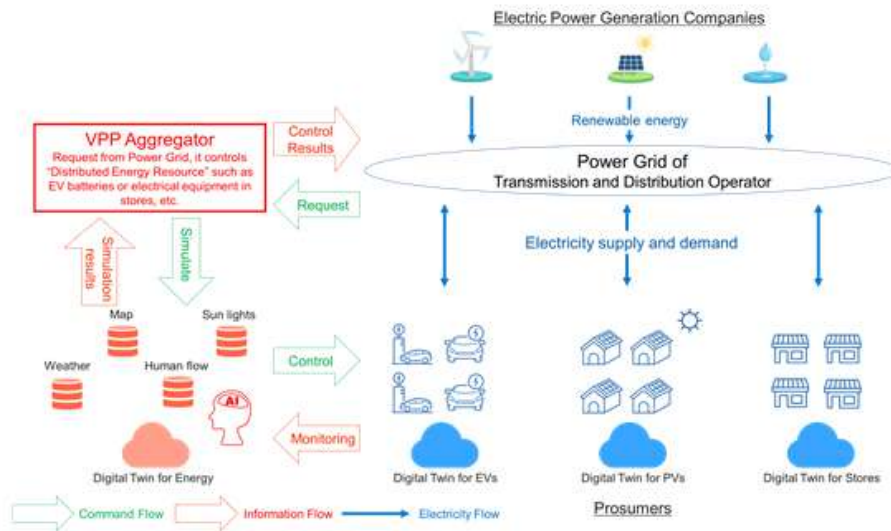 Electric Power Generation Companies
Renewable energy
VPP Aggregator
Request from Power Grid, it controls
“Distributed Energy Resource” such as
EV batteries or electrical equipment in
stores, etc.
Control
Results
Request
Power Grid of
Transmission and Distribution Operator
Simulation
results
Simulate
Electricity supply and demand
Map
Sun lights
Weather
Human flow
AI
Control
Monitoring
Digital Twin for Energy
Digital Twin for EVs
Digital Twin for PVs
Digital Twin for Stores
Command Flow
Information Flow
Electricity Flow
Prosumers